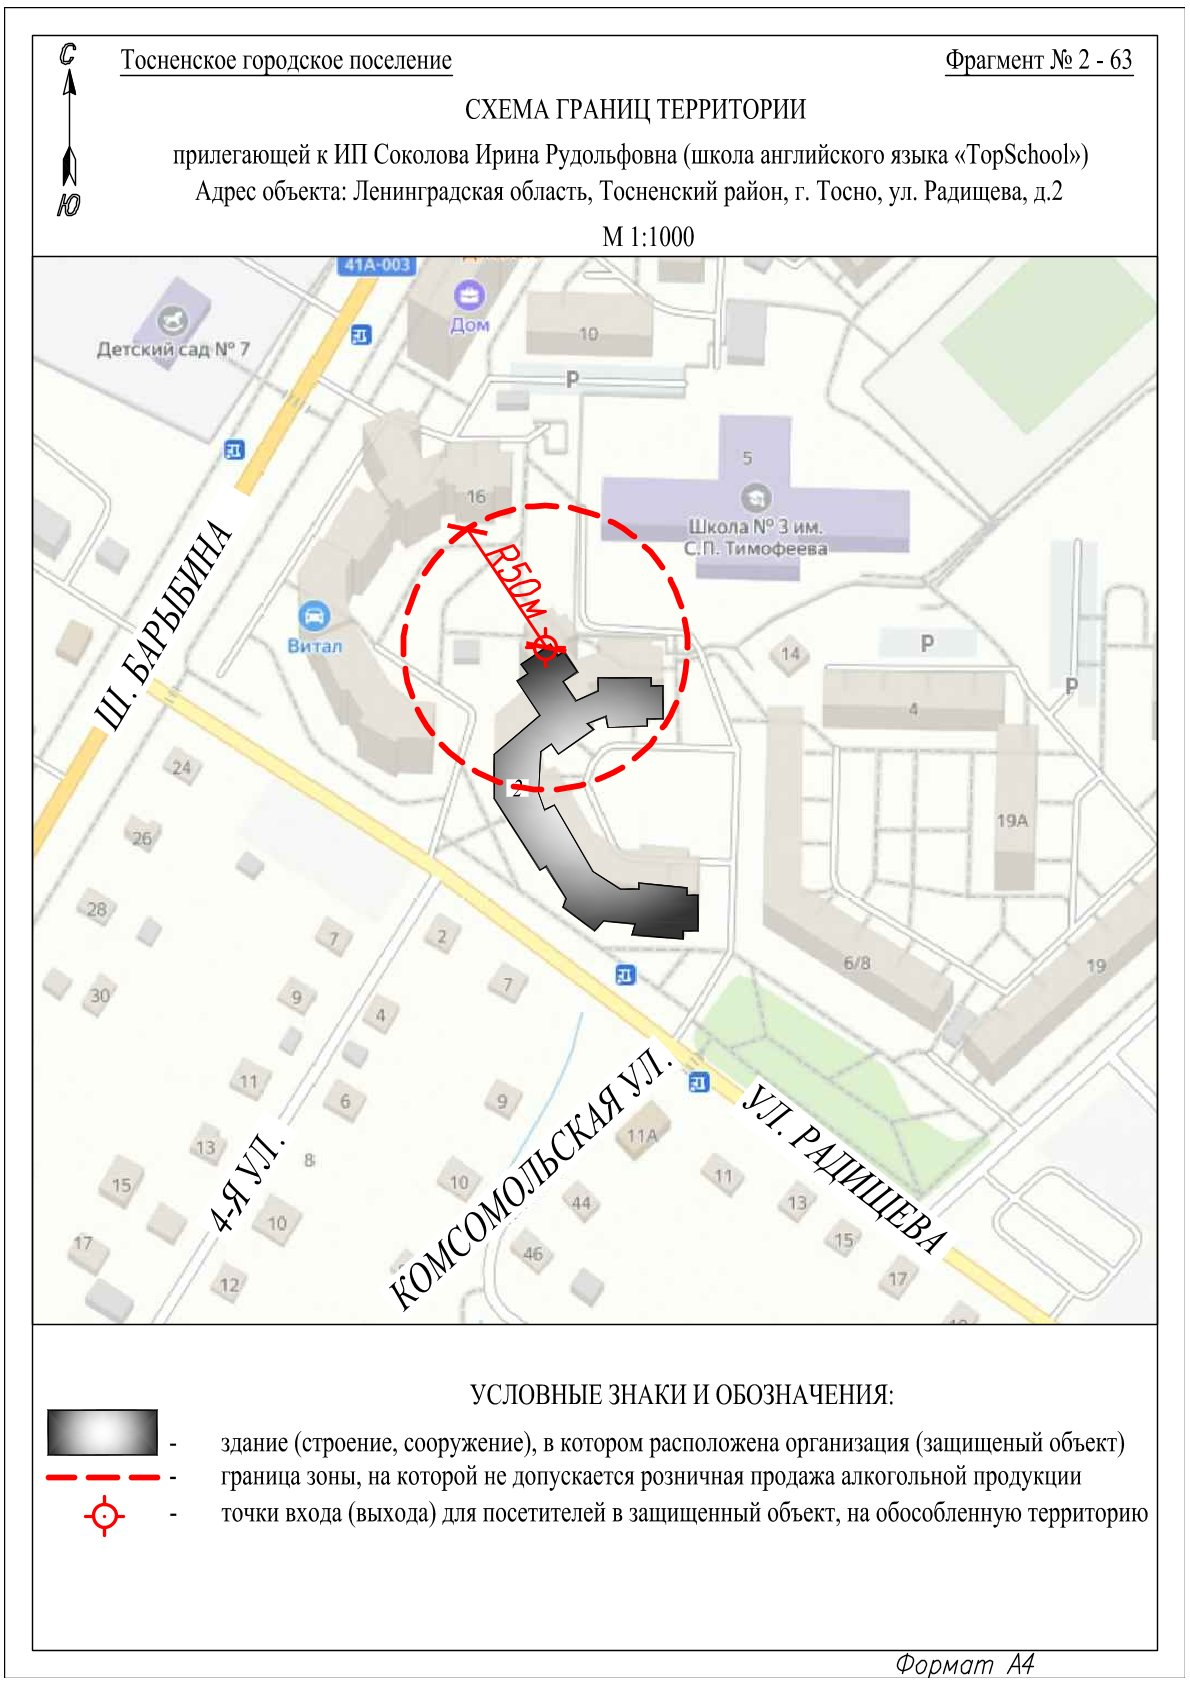 С
Ю
Тосненское городское поселение
Фрагмент № 2 - 63
СХЕМА ГРАНИЦ ТЕРРИТОРИИ
прилегающей к ИП Соколова Ирина Рудольфовна (школа английского языка «TopSchool»)
Адрес объекта: Ленинградская область, Тосненский район, г. Тосно, ул. Радищева, д.2
М 1:1000
41А-003
Дом
10
Детский сад № 7
P
5
16
Школа № 3 им.
С.П. Тимофеева
R50м
Ш. БАРЫБИНА
Витал
14
P
P
4
24
2
19А
26
28
7
2
6/8
19
7
30
9
4
11
6
9
11А
13
8
15
4-Я УЛ.
10
КОМСОМОЛЬСКАЯ УЛ.
УЛ. РАДИЩЕВА
11
44
13
10
17
46
15
12
17
УСЛОВНЫЕ ЗНАКИ И ОБОЗНАЧЕНИЯ:
- здание (строение, сооружение), в котором расположена организация (защищеный объект)
- граница зоны, на которой не допускается розничная продажа алкогольной продукции
- точки входа (выхода) для посетителей в защищенный объект, на обособленную территорию
Формат А4